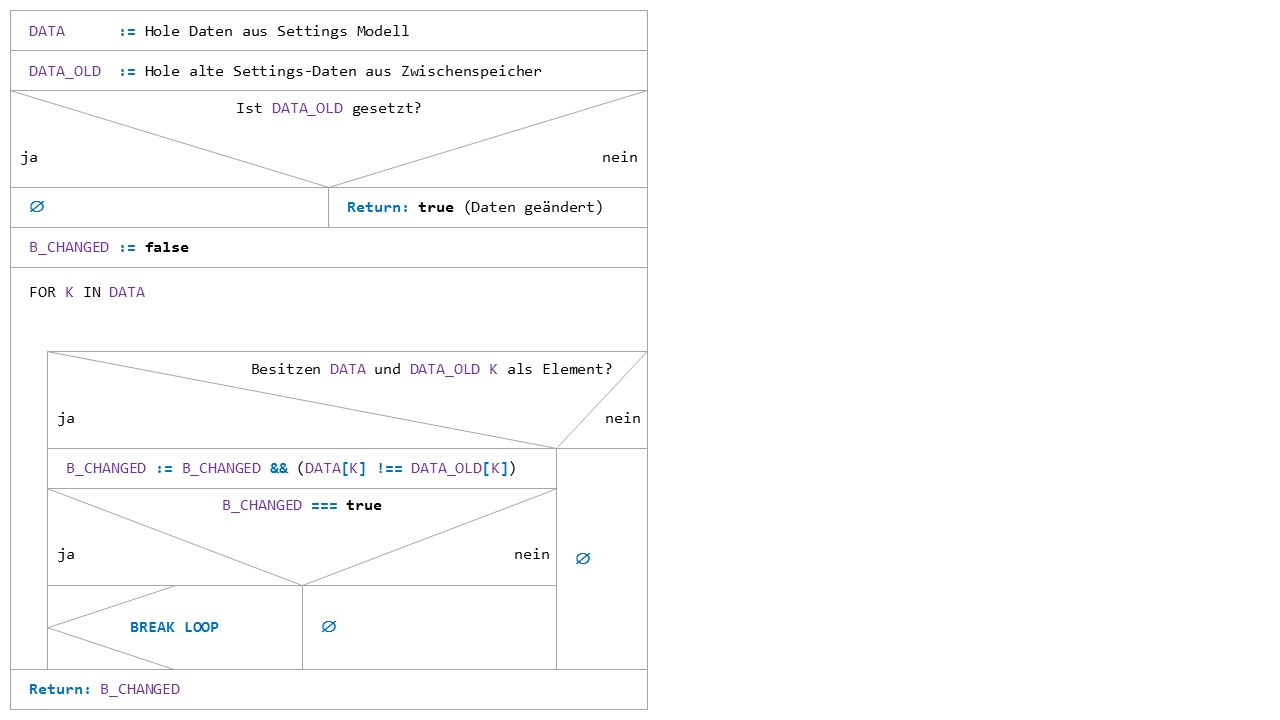 DATA := Hole Daten aus Settings Modell
DATA_OLD := Hole alte Settings-Daten aus Zwischenspeicher
Ist DATA_OLD gesetzt?
ja nein
∅ Return: true (Daten geändert)
B_CHANGED := false
FOR K IN DATA
Besitzen DATA und DATA_OLD K als Element?
ja nein
B_CHANGED := B_CHANGED && (DATA[K] !== DATA_OLD[K])
B_CHANGED === true
ja nein
∅
BREAK LOOP ∅
Return: B_CHANGED